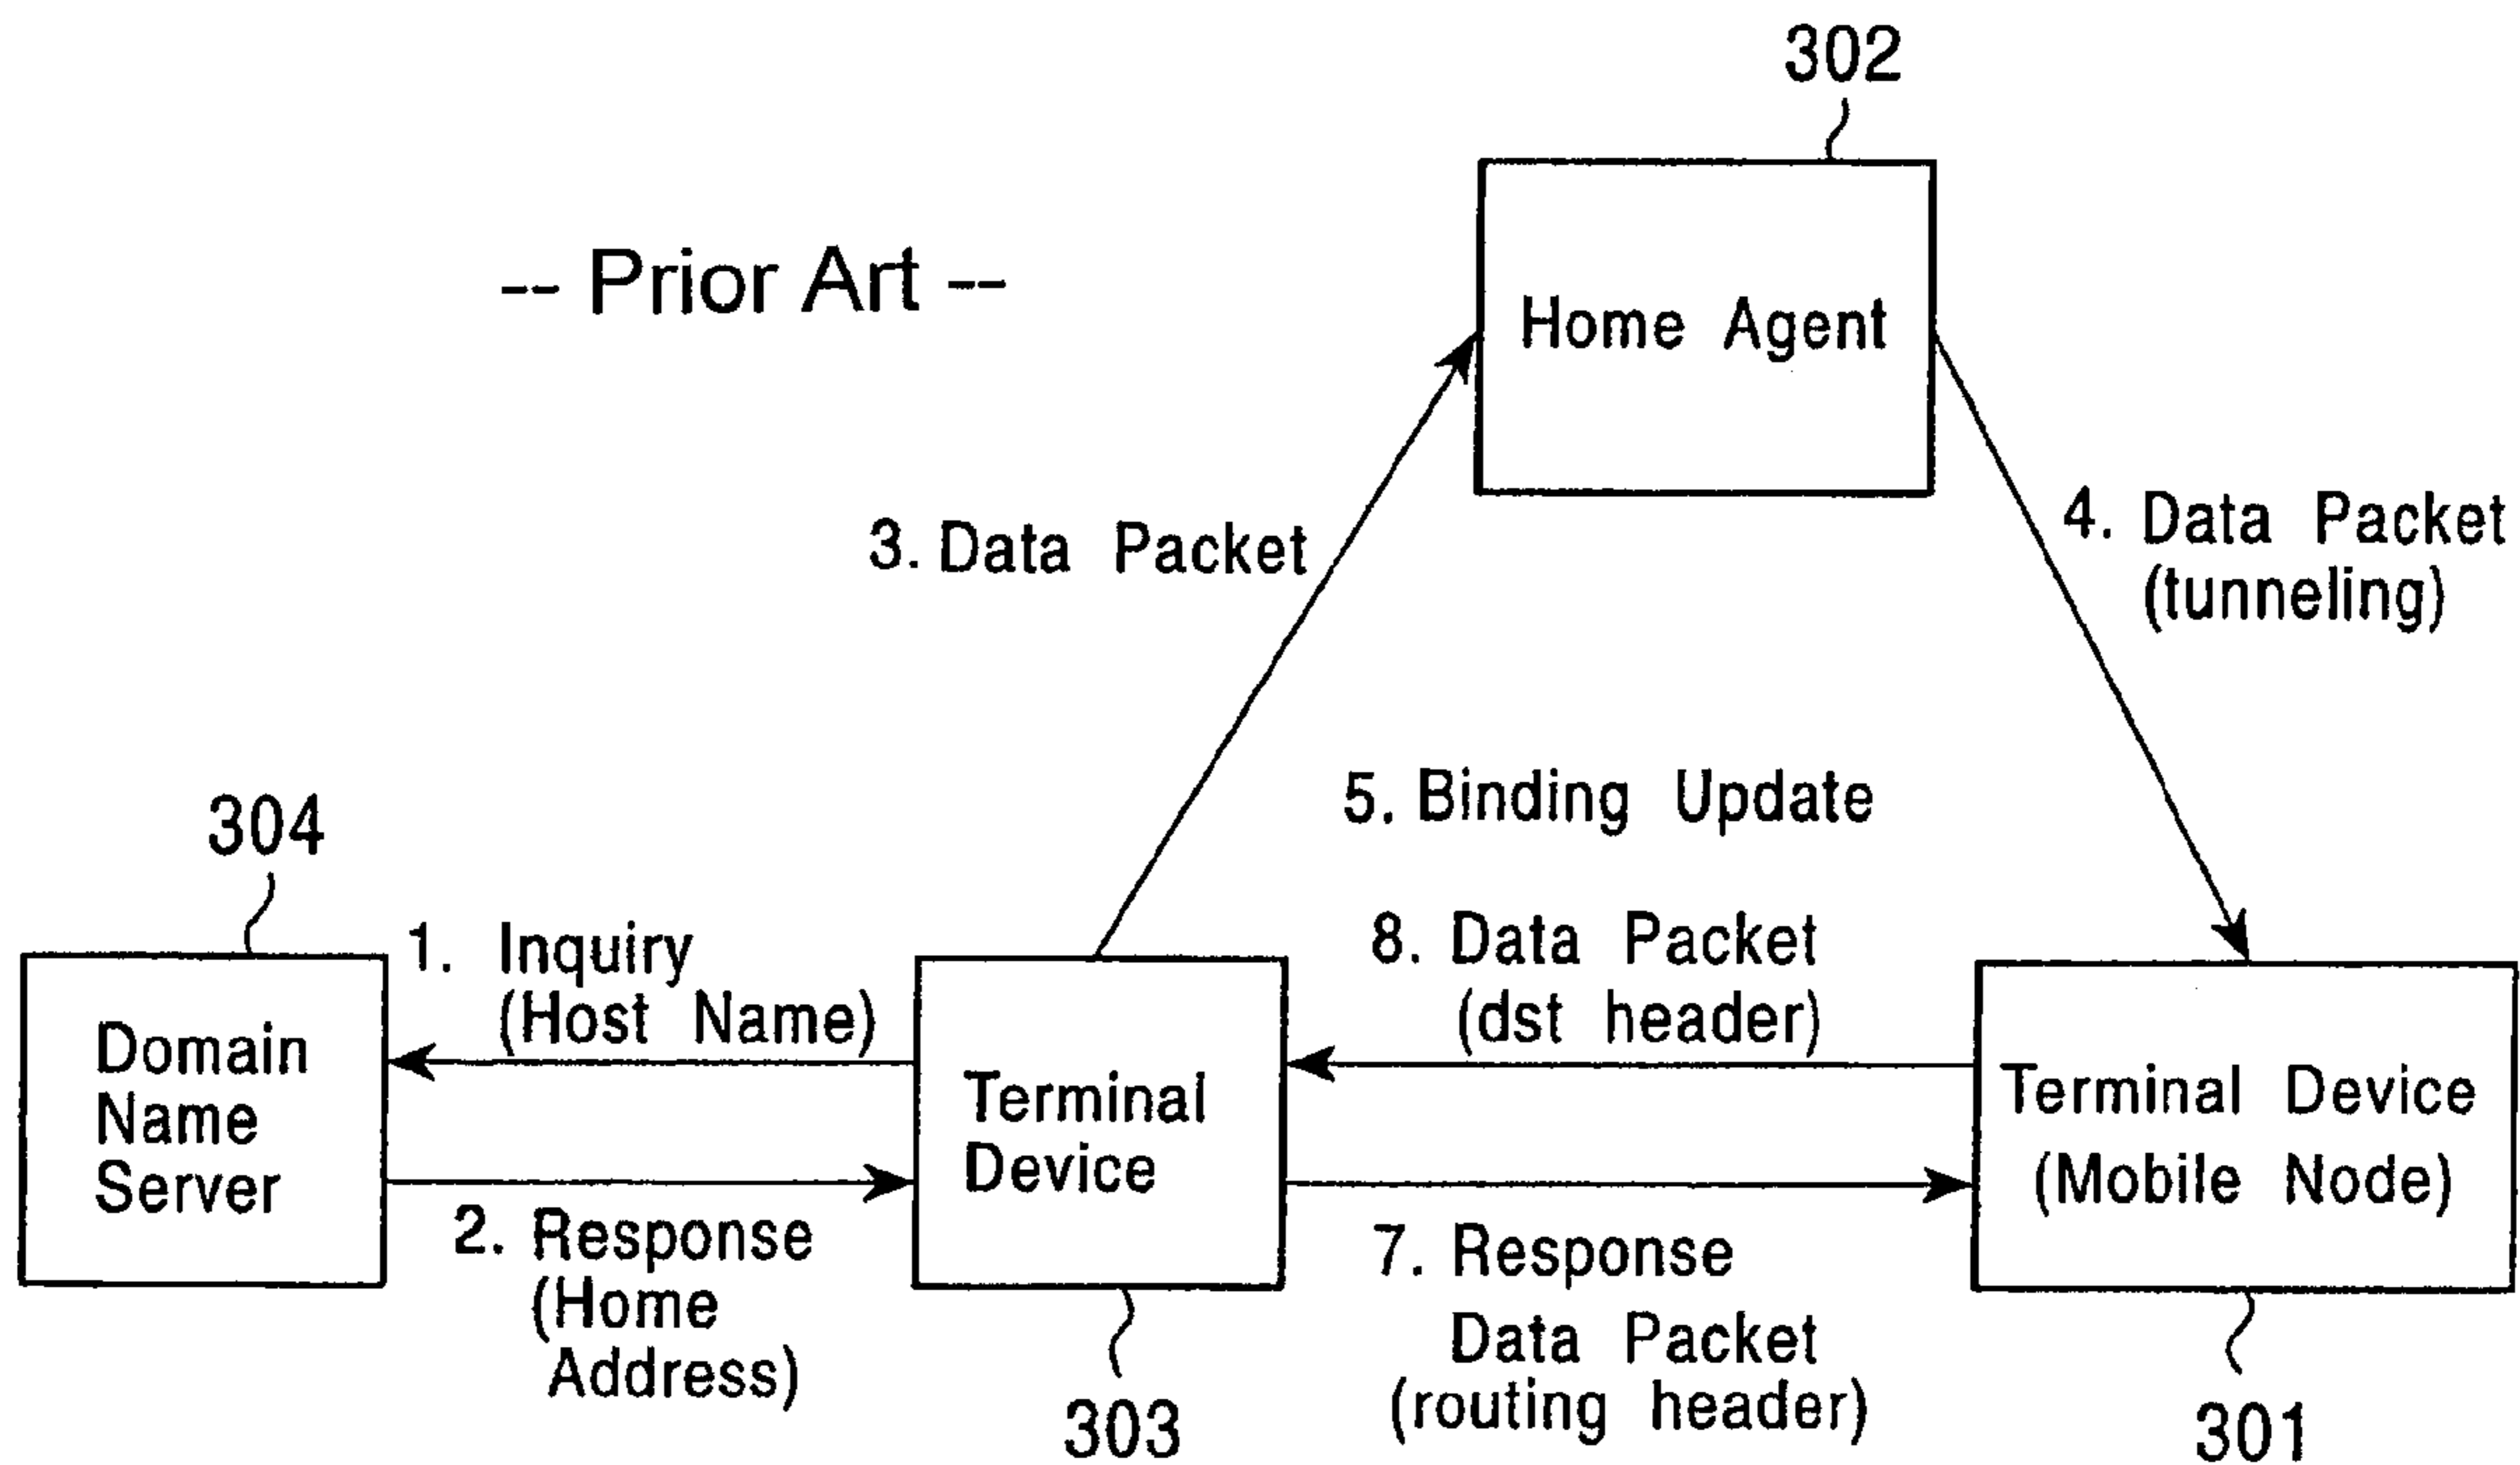 302
-- Prior Art --
Home Agent
3. Data Packet
4. Data Packet
(tunneling)
5. Binding Update
304
1. Inquiry
(Host Name)
8. Data Packet
(dst header)
Domain
Name
Server
Terminal
Device
Terminal Device
(Mobile Node)
2. Response
(Home
Address)
7. Response
Data Packet
(routing header)
303
301